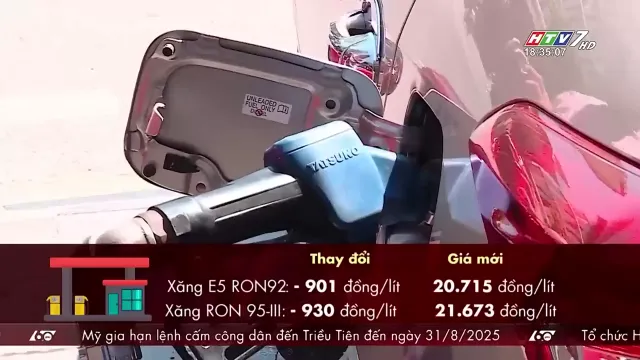 HTV7 HD
18:35:07
UNLEADED
FUEL ONLY
TATSUNO
Thay đổi Giá mới
Xăng E5 RON92: - 901 đồng/lít 20.715 đồng/lít
Xăng RON 95-III: - 930 đồng/lít 21.673 đồng/lít
60 Mỹ gia hạn lệnh cấm công dân đến Triều Tiên đến ngày 31/8/2025 60 Tổ chức H